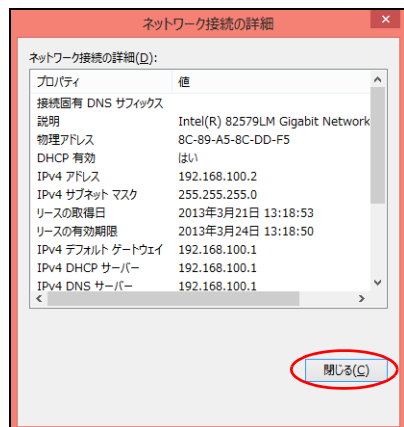 ネットワーク接続の詳細
ネットワーク接続の詳細(D):
プロパティ 値
接続固有 DNS サフィックス
説明 Intel(R) 82579LM Gigabit Network
物理アドレス 8C-89-A5-8C-DD-F5
DHCP 有効 はい
IPv4 アドレス 192.168.100.2
IPv4 サブネット マスク 255.255.255.0
リースの取得日 2013年3月21日 13:18:53
リースの有効期限 2013年3月24日 13:18:50
IPv4 デフォルト ゲートウェイ 192.168.100.1
IPv4 DHCP サーバー 192.168.100.1
IPv4 DNS サーバー 192.168.100.1
閉じる(C)